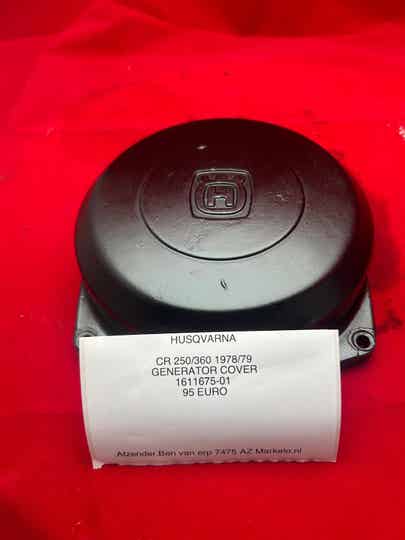 H
HUSQVARNA
CR 250/360 1978/79
GENERATOR COVER
1611675-01
95 EURO
Afzender.Ben van erp 7475 AZ Markelo.nl